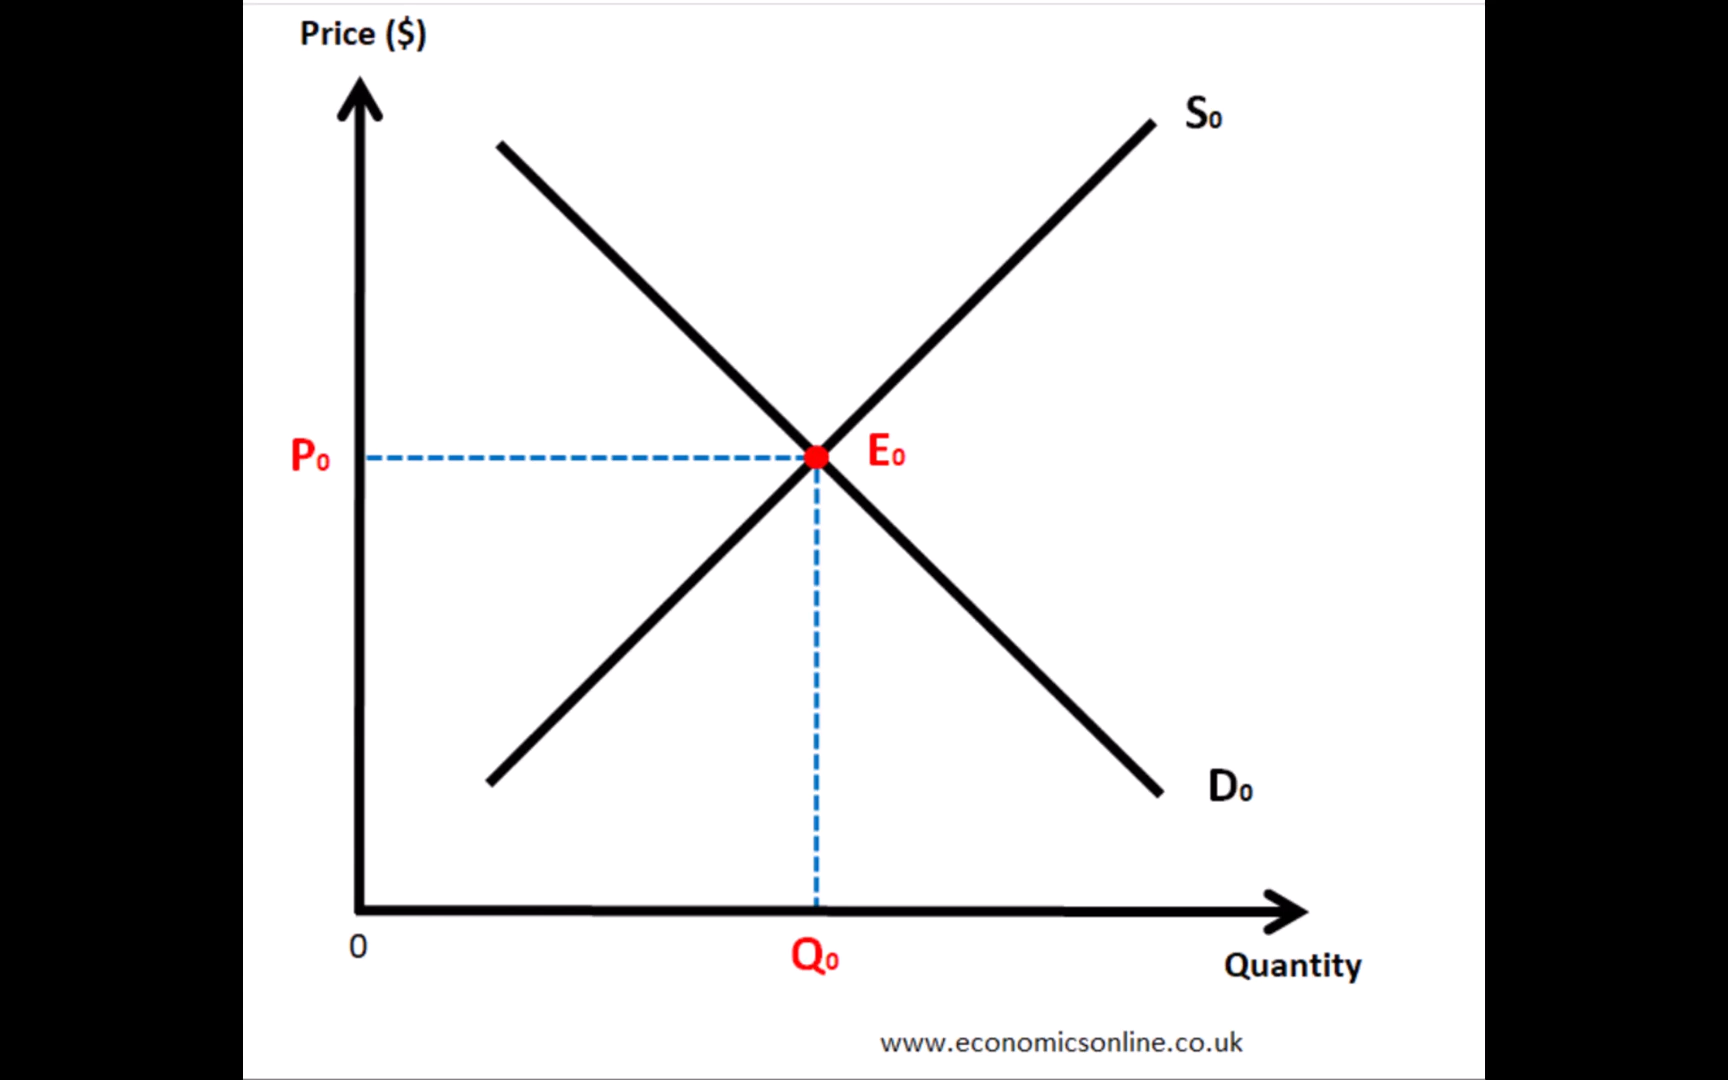 Price ($)
S₀
P₀
E₀
D₀
0
Q₀
Quantity
www.economicsonline.co.uk